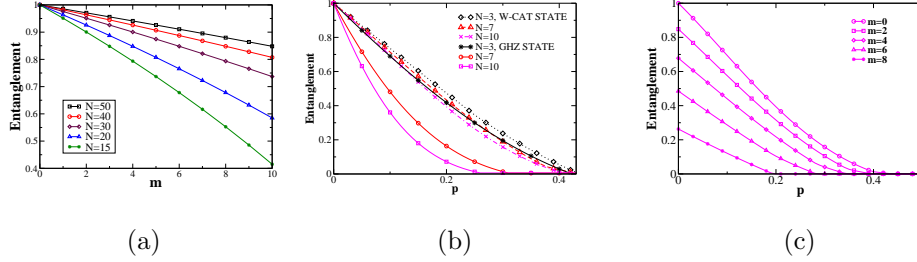 Entanglement
1
0.9
0.8
0.7
0.6
0.5
0.4
N=50
N=40
N=30
N=20
N=15
0 2 4 6 8 10
m
(a)
Entanglement
1
0.8
0.6
0.4
0.2
0
N=3, W-CAT STATE
N=7
N=10
N=3, GHZ STATE
N=7
N=10
0 0.2 0.4
p
(b)
Entanglement
1
0.8
0.6
0.4
0.2
0
m=0
m=2
m=4
m=6
m=8
0 0.2 0.4
p
(c)